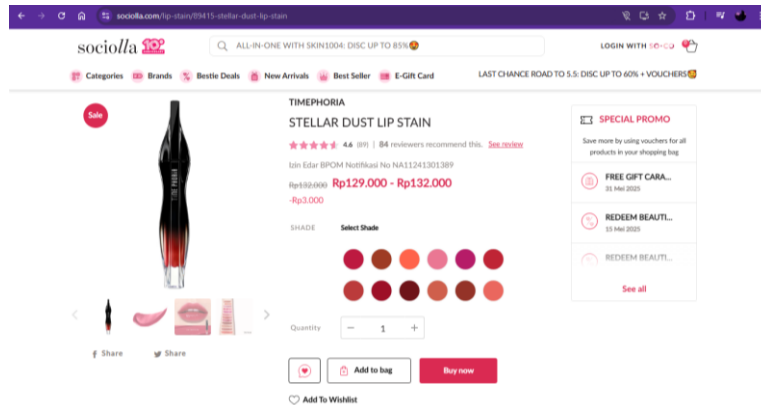 sociolla.com/lip-stain/89415-stellar-dust-lip-stain
sociolla 10
ALL-IN-ONE WITH SKIN1004: DISC UP TO 85%
LOGIN WITH SO•CO
Categories Brands Bestie Deals New Arrivals Best Seller E-Gift Card
LAST CHANCE ROAD TO 5.5: DISC UP TO 60% + VOUCHERS
Sale
TIME PHORIA
f Share Share
TIMEPHORIA
STELLAR DUST LIP STAIN
4.6 (89) | 84 reviewers recommend this. See review
Izin Edar BPOM Notifikasi No NA11241301389
Rp132.000 Rp129.000 - Rp132.000
-Rp3.000
SHADE Select Shade
Quantity − 1 +
Add to bag Buy now
Add To Wishlist
SPECIAL PROMO
Save more by using vouchers for all
products in your shopping bag
FREE GIFT CARA...
31 Mei 2025
REDEEM BEAUTI...
15 Mei 2025
REDEEM BEAUTI...
See all